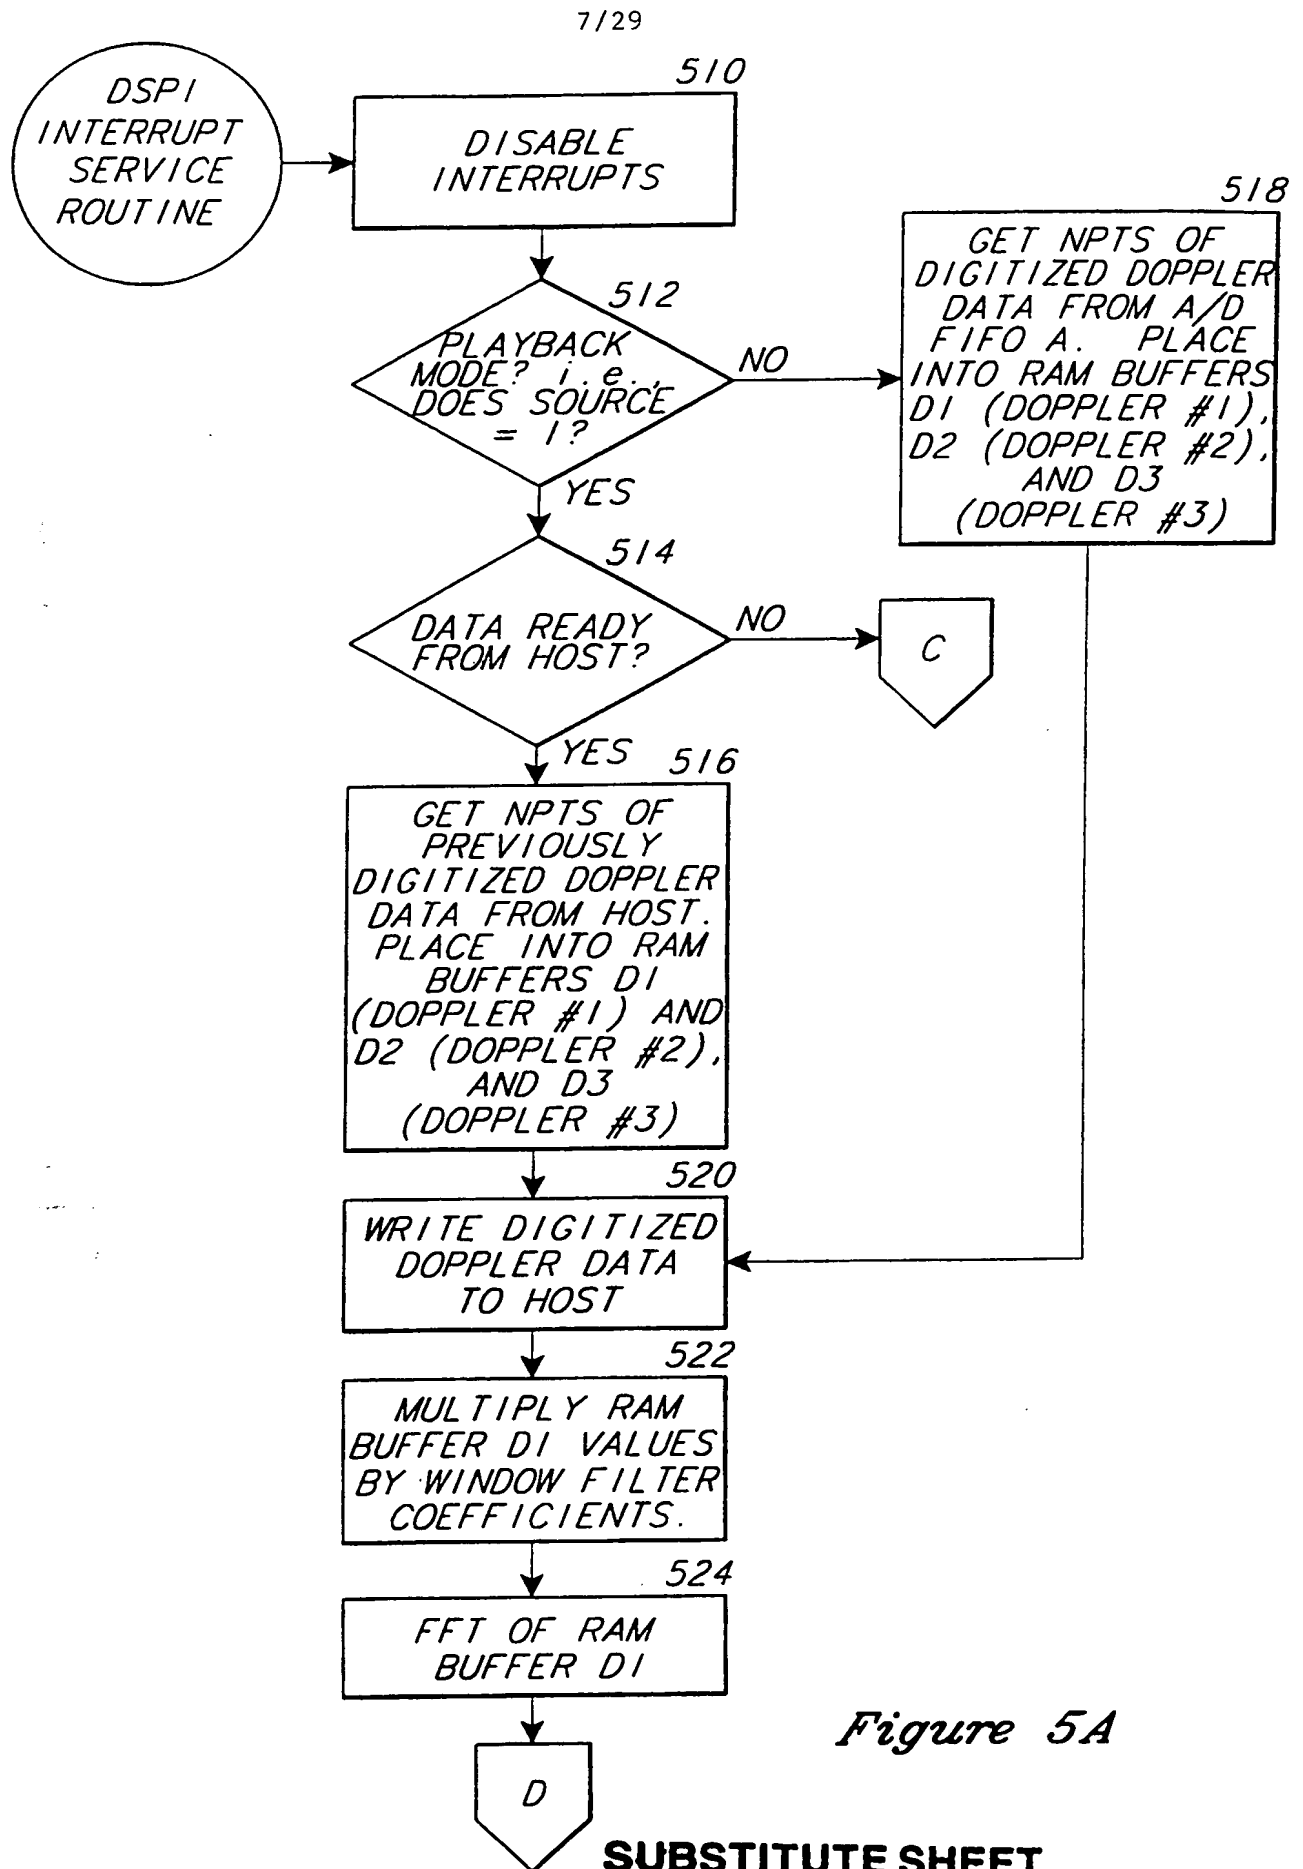 7/29
DSP1
INTERRUPT
SERVICE
ROUTINE
510
DISABLE
INTERRUPTS
512
PLAYBACK
MODE? i.e.,
DOES SOURCE
= 1?
NO
YES
518
GET NPTS OF
DIGITIZED DOPPLER
DATA FROM A/D
FIFO A. PLACE
INTO RAM BUFFERS
D1 (DOPPLER #1),
D2 (DOPPLER #2),
AND D3
(DOPPLER #3)
514
DATA READY
FROM HOST?
NO
C
YES
516
GET NPTS OF
PREVIOUSLY
DIGITIZED DOPPLER
DATA FROM HOST.
PLACE INTO RAM
BUFFERS D1
(DOPPLER #1) AND
D2 (DOPPLER #2),
AND D3
(DOPPLER #3)
520
WRITE DIGITIZED
DOPPLER DATA
TO HOST
522
MULTIPLY RAM
BUFFER D1 VALUES
BY WINDOW FILTER
COEFFICIENTS.
524
FFT OF RAM
BUFFER D1
D
Figure 5A
SUBSTITUTE SHEET